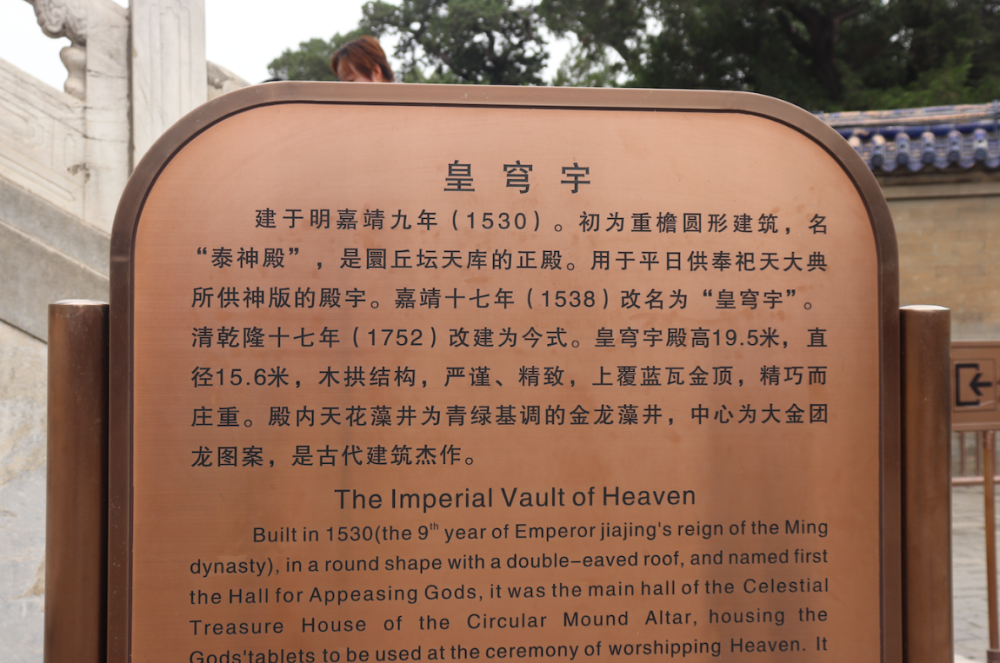 皇穹宇
建于明嘉靖九年（1530）。初为重檐圆形建筑，名
“泰神殿”，是圜丘坛天库的正殿。用于平日供奉祀天大典
所供神版的殿宇。嘉靖十七年（1538）改名为“皇穹宇”。
清乾隆十七年（1752）改建为今式。皇穹宇殿高19.5米，直
径15.6米，木拱结构，严谨、精致，上覆蓝瓦金顶，精巧而
庄重。殿内天花藻井为青绿基调的金龙藻井，中心为大金团
龙图案，是古代建筑杰作。
The Imperial Vault of Heaven
Built in 1530(the 9th year of Emperor jiajing's reign of the Ming
dynasty), in a round shape with a double-eaved roof, and named first
the Hall for Appeasing Gods, it was the main hall of the Celestial
Treasure House of the Circular Mound Altar, housing the
Gods'tablets to be used at the ceremony of worshipping Heaven. It